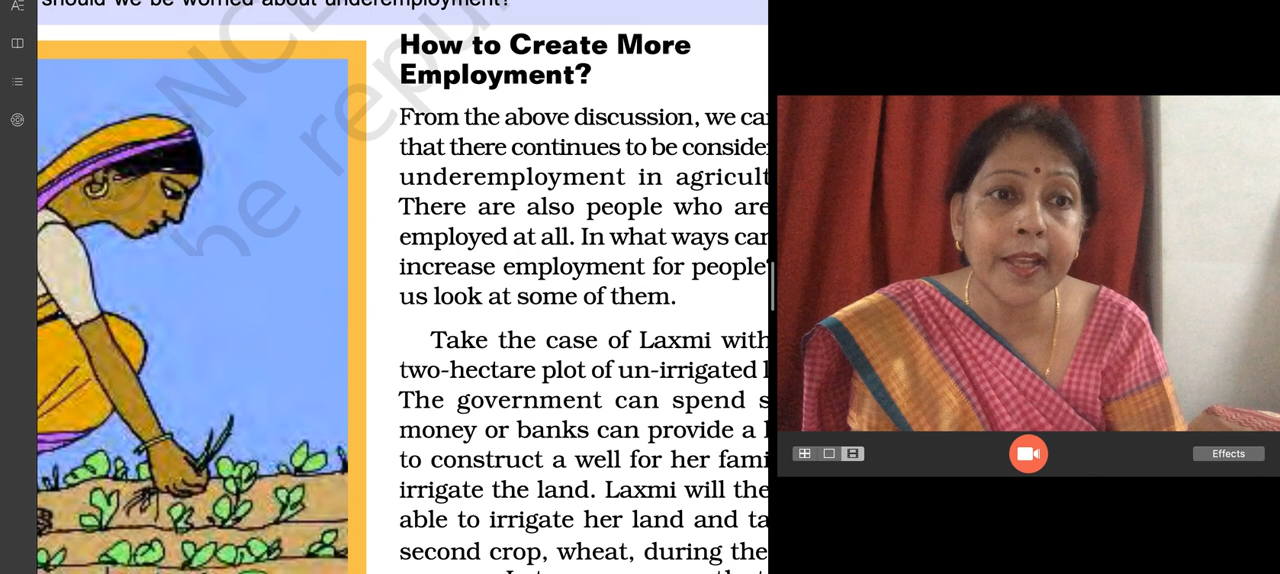 should we be worried about underemployment?
How to Create More
Employment?
From the above discussion, we ca
that there continues to be conside
underemployment in agricult
There are also people who are
employed at all. In what ways can
increase employment for people
us look at some of them.
Take the case of Laxmi with
two-hectare plot of un-irrigated l
The government can spend s
money or banks can provide a l
to construct a well for her fami
irrigate the land. Laxmi will the
able to irrigate her land and ta
second crop, wheat, during the
Effects